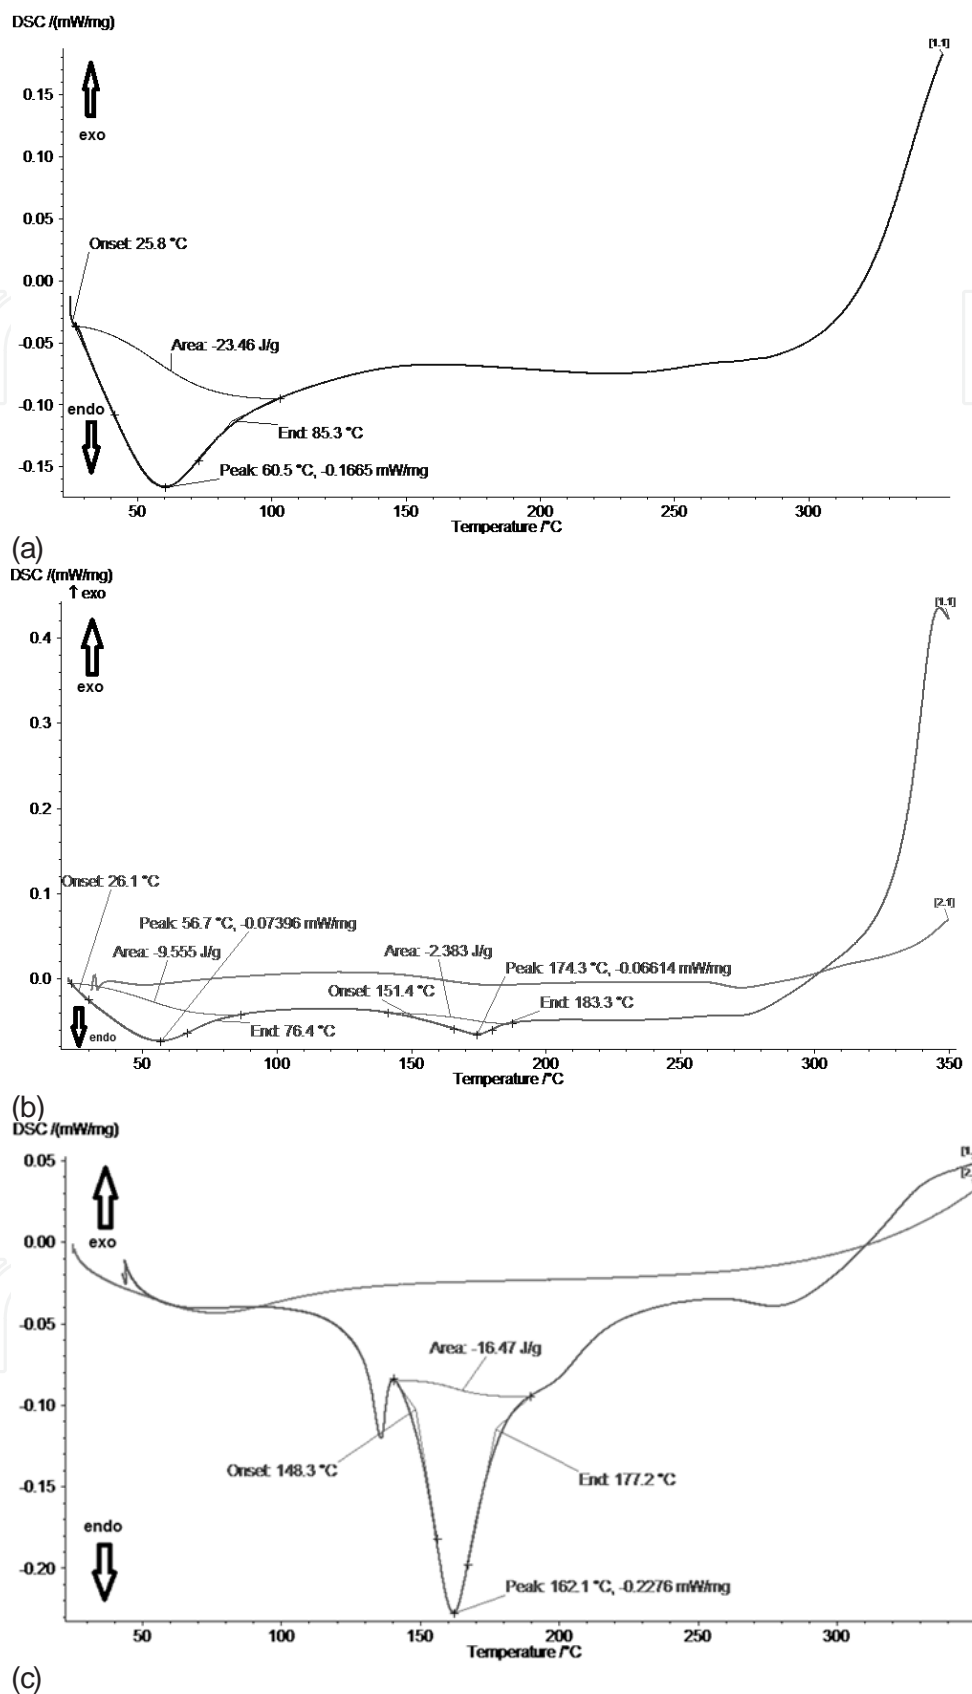 DSC /(mW/mg)
[1.1]
0.15
exo
0.10
0.05
Onset: 25.8 °C
0.00
-0.05
Area: -23.46 J/g
-0.10
endo
End: 85.3 °C
-0.15
Peak: 60.5 °C, -0.1665 mW/mg
50 100 150 200 250 300
Temperature /°C
(a)
DSC /(mW/mg)
↑ exo
[1.1]
0.4
exo
0.3
0.2
0.1
Onset: 26.1 °C
[2.1]
Peak: 56.7 °C, -0.07396 mW/mg
Area: -9.555 J/g
Area: -2.383 J/g
0.0
Peak: 174.3 °C, -0.06614 mW/mg
Onset: 151.4 °C
End: 183.3 °C
End: 76.4 °C
endo
50 100 150 200 250 300 350
Temperature /°C
(b)
DSC /(mW/mg)
0.05
[1.
[2.
0.00
exo
-0.05
Area: -16.47 J/g
-0.10
Onset: 148.3 °C
End: 177.2 °C
-0.15
endo
-0.20
Peak: 162.1 °C, -0.2276 mW/mg
50 100 150 200 250 300
Temperature /°C
(c)